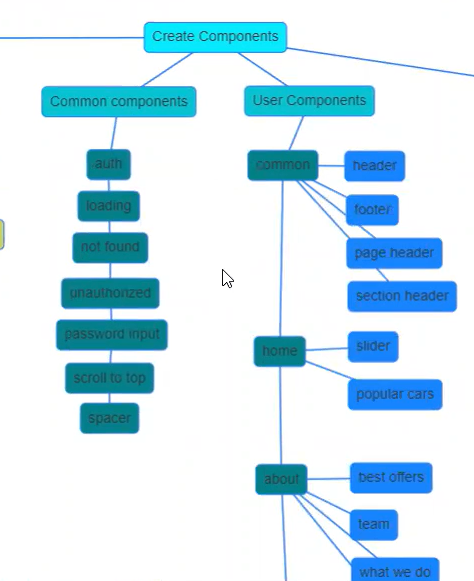 Create Components
Common components
User Components
auth
loading
not found
unauthorized
password input
scroll to top
spacer
common
header
footer
page header
section header
home
slider
popular cars
about
best offers
team
what we do